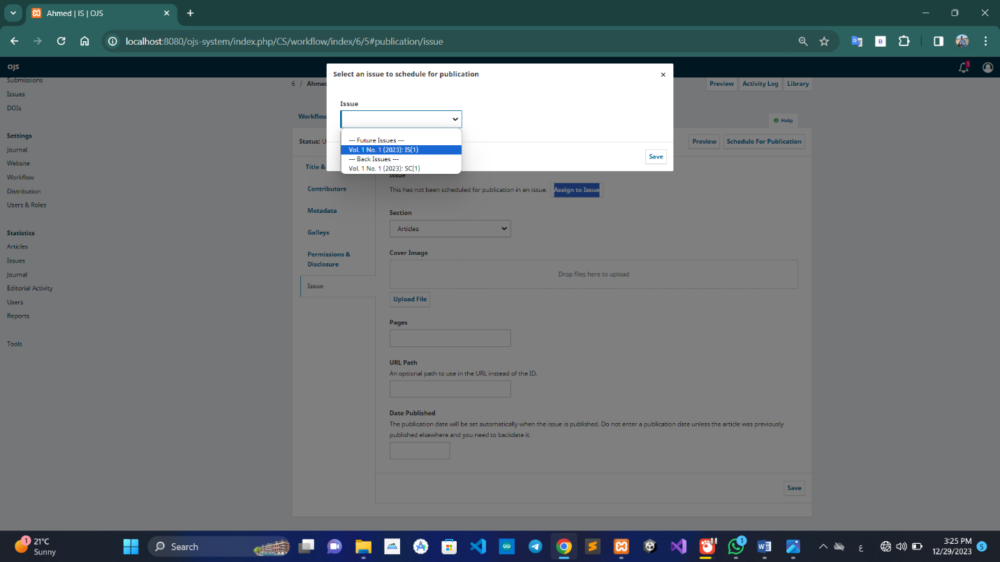 Ahmed | IS | OJS
localhost:8080/ojs-system/index.php/CS/workflow/index/6/5#publication/issue
OJS
1
Submissions
Issues
DOIs
Settings
Journal
Website
Workflow
Distribution
Users & Roles
Statistics
Articles
Issues
Journal
Editorial Activity
Users
Reports
Tools
6 / Ahmed
Preview
Activity Log
Library
Workflow
Help
Status:
Preview
Schedule For Publication
Select an issue to schedule for publication
Issue
--- Future Issues ---
Vol. 1 No. 1 (2023): IS(1)
--- Back Issues ---
Vol. 1 No. 1 (2023): SC(1)
Save
Title &
Contributors
Metadata
Galleys
Permissions &
Disclosure
Issue
Issue
This has not been scheduled for publication in an issue. Assign to Issue
Section
Articles
Cover Image
Drop files here to upload
Upload File
Pages
URL Path
An optional path to use in the URL instead of the ID.
Date Published
The publication date will be set automatically when the issue is published. Do not enter a publication date unless the article was previously
published elsewhere and you need to backdate it.
Save
1
21°C
Sunny
Search
1
ع
3:25 PM
12/29/2023
5